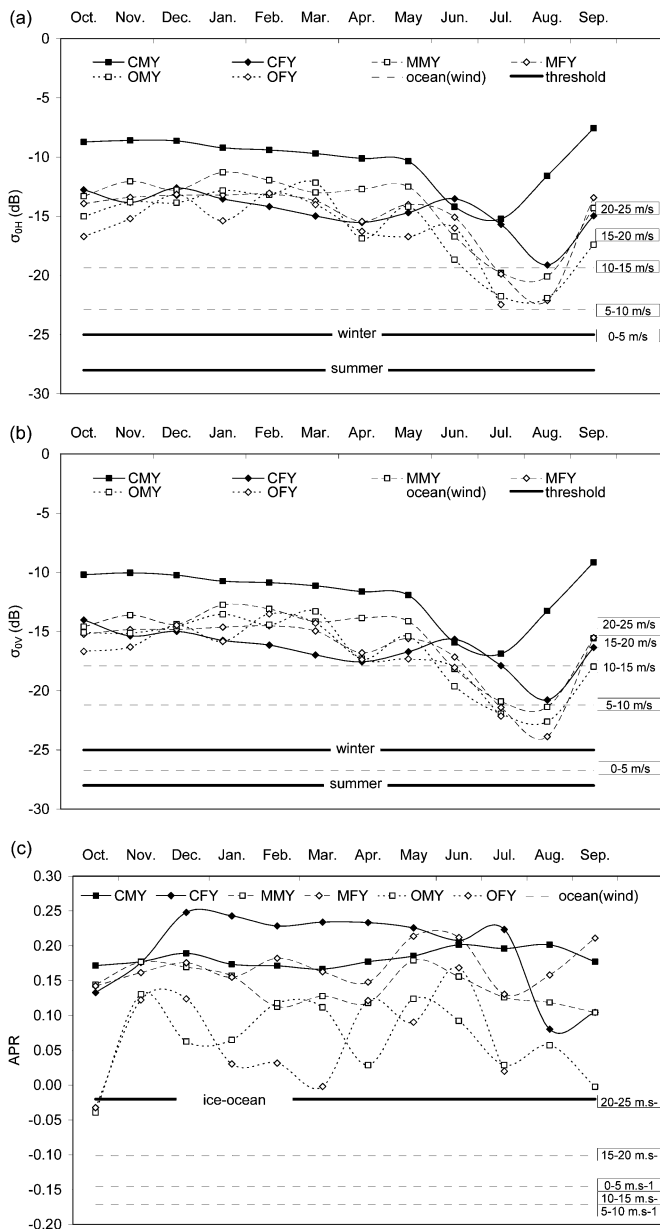 (a) Oct. Nov. Dec. Jan. Feb. Mar. Apr. May Jun. Jul. Aug. Sep.
0
CMY CFY MMY MFY
OMY OFY ocean(wind) threshold
-5
-10
σ0H (dB)
-15
20-25 m/s
15-20 m/s
-20
10-15 m/s
5-10 m/s
-25
winter
0-5 m/s
summer
-30
(b) Oct. Nov. Dec. Jan. Feb. Mar. Apr. May Jun. Jul. Aug. Sep.
0
CMY CFY MMY MFY
OMY OFY ocean(wind) threshold
-5
-10
σ0V (dB)
20-25 m/s
-15
15-20 m/s
10-15 m/s
-20
5-10 m/s
-25
winter
0-5 m/s
summer
-30
(c) Oct. Nov. Dec. Jan. Feb. Mar. Apr. May Jun. Jul. Aug. Sep.
0.30
CMY CFY MMY MFY OMY OFY ocean(wind)
0.25
0.20
0.15
0.10
APR
0.05
0.00
ice-ocean
20-25 m.s-
-0.05
-0.10
15-20 m.s-
-0.15
0-5 m.s-1
10-15 m.s-
5-10 m.s-1
-0.20